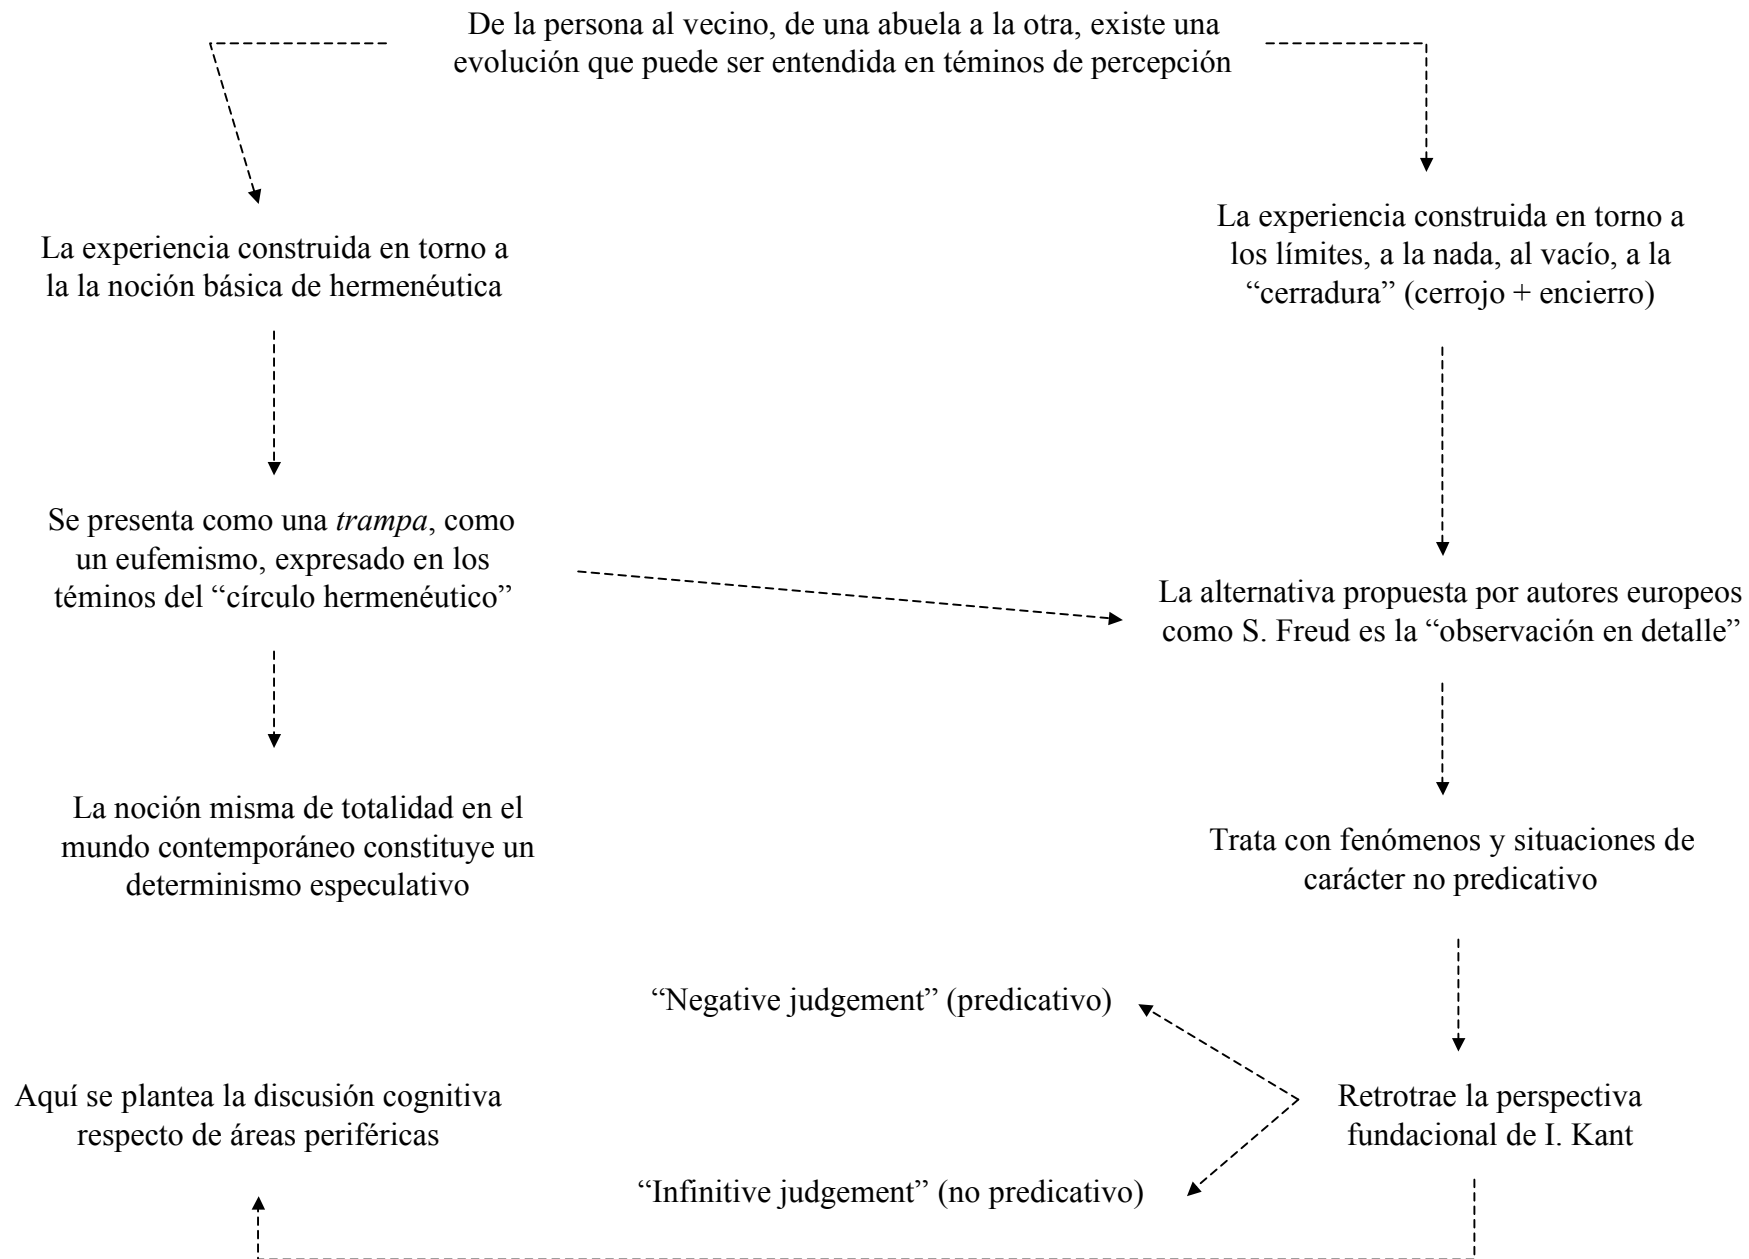 De la persona al vecino, de una abuela a la otra, existe una
evolución que puede ser entendida en téminos de percepción
La experiencia construida en torno a
la la noción básica de hermenéutica
La experiencia construida en torno a
los límites, a la nada, al vacío, a la
“cerradura” (cerrojo + encierro)
Se presenta como una trampa, como
un eufemismo, expresado en los
téminos del “círculo hermenéutico”
La alternativa propuesta por autores europeos
como S. Freud es la “observación en detalle”
La noción misma de totalidad en el
mundo contemporáneo constituye un
determinismo especulativo
Trata con fenómenos y situaciones de
carácter no predicativo
“Negative judgement” (predicativo)
Aquí se plantea la discusión cognitiva
respecto de áreas periféricas
Retrotrae la perspectiva
fundacional de I. Kant
“Infinitive judgement” (no predicativo)